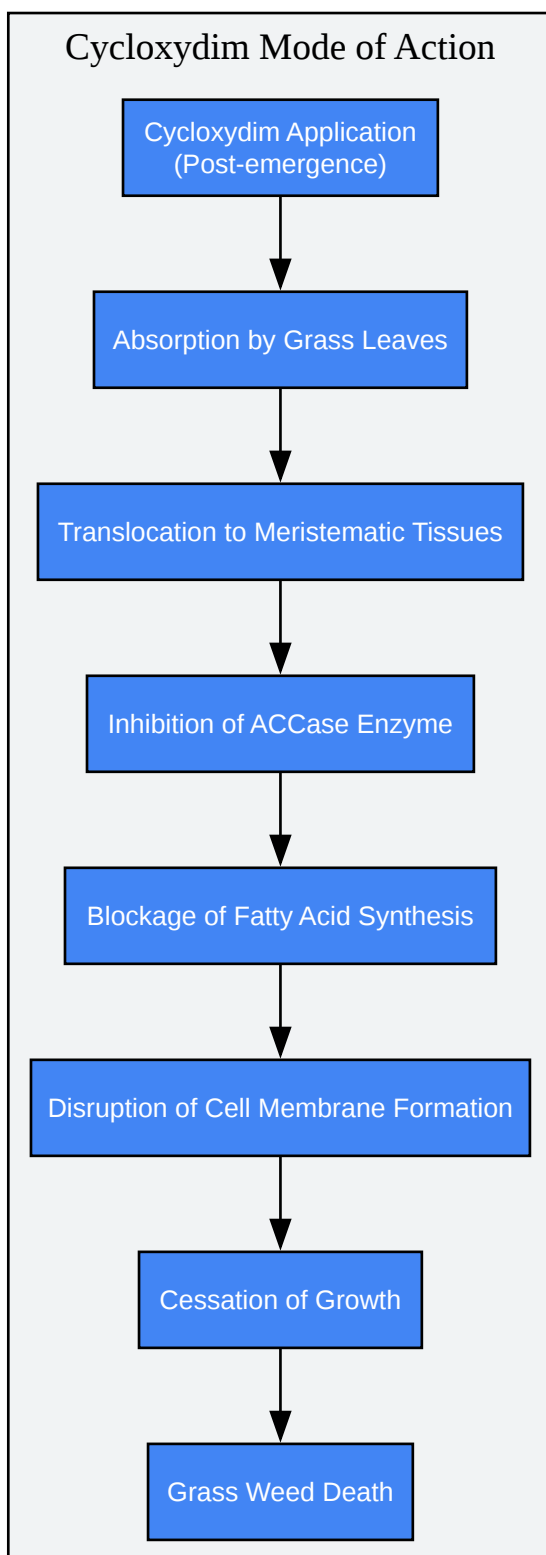 Cycloxydim Mode of Action
Cycloxydim Application
(Post-emergence)
Absorption by Grass Leaves
Translocation to Meristematic Tissues
Inhibition of ACCase Enzyme
Blockage of Fatty Acid Synthesis
Disruption of Cell Membrane Formation
Cessation of Growth
Grass Weed Death